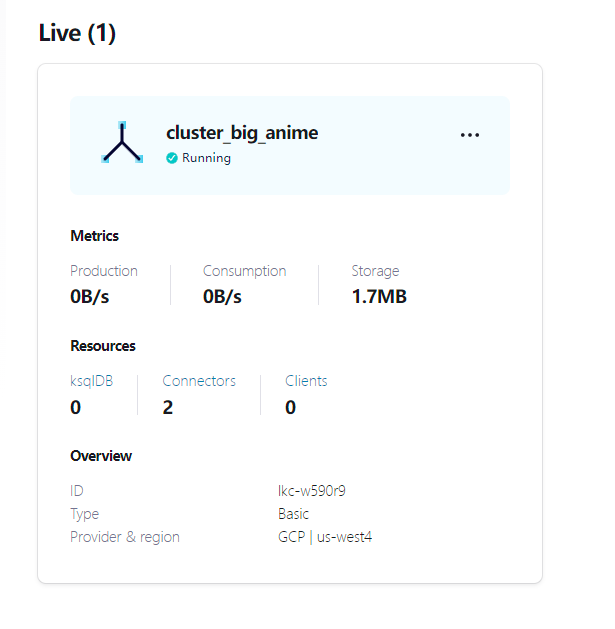 Live (1)
cluster_big_anime
Running
Metrics
Production Consumption Storage
0B/s 0B/s 1.7MB
Resources
ksqlDB Connectors Clients
0 2 0
Overview
ID lkc-w590r9
Type Basic
Provider & region GCP | us-west4